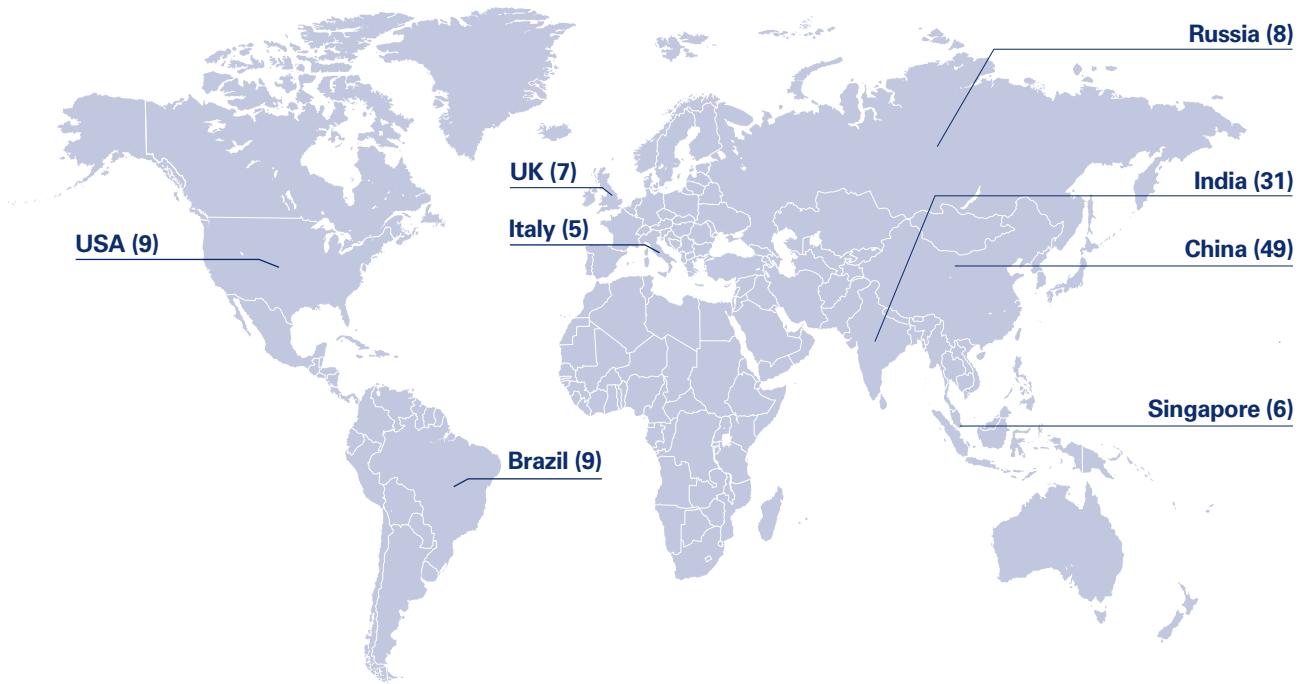 Russia (8)
UK (7)
India (31)
Italy (5)
USA (9)
China (49)
Singapore (6)
Brazil (9)